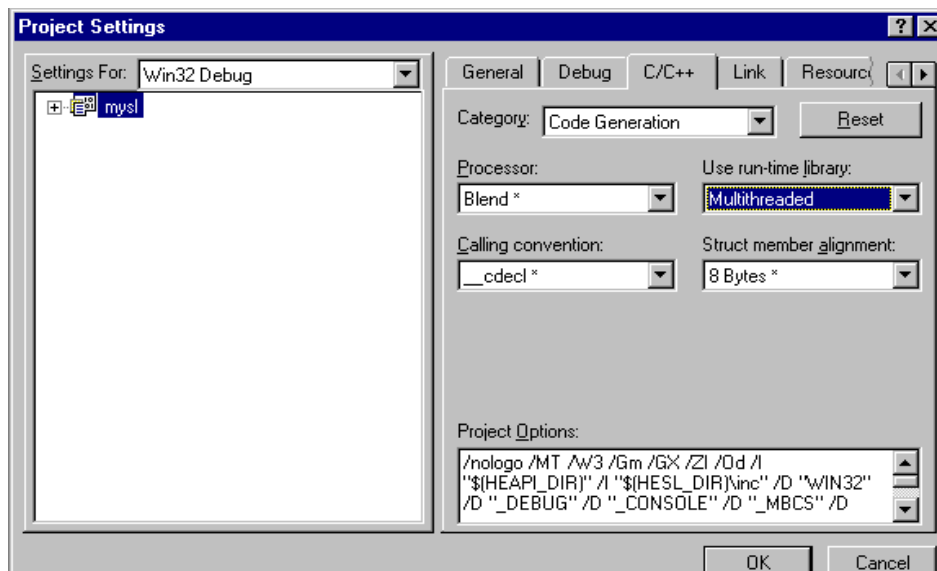 Project Settings
Settings For: Win32 Debug
mysl
General Debug C/C++ Link Resourc
Category: Code Generation Reset
Processor: Use run-time library:
Blend * Multithreaded
Calling convention: Struct member alignment:
__cdecl * 8 Bytes *
Project Options:
/nologo /MT /W3 /Gm /GX /ZI /Od /I
"$(HEAPI_DIR)" /I "$(HESL_DIR)\inc" /D "WIN32"
/D "_DEBUG" /D "_CONSOLE" /D "_MBCS" /D
OK Cancel